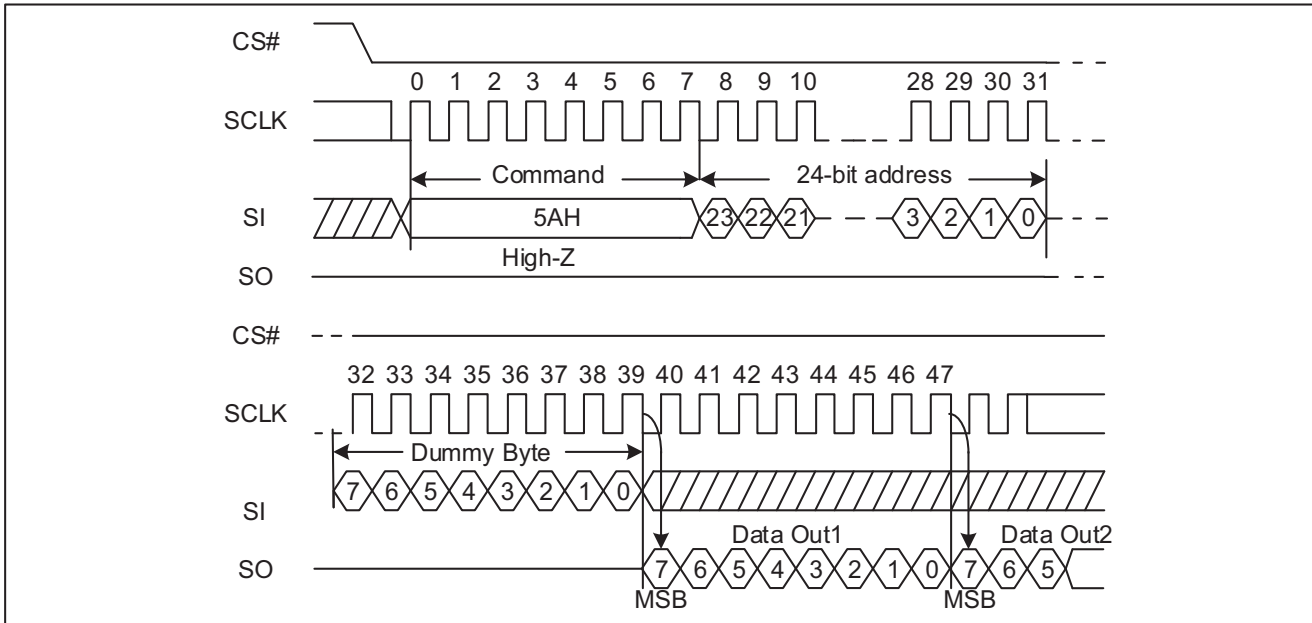 CS#
0 1 2 3 4 5 6 7 8 9 10 28 29 30 31
SCLK
Command 24-bit address
SI 5AH 23 22 21 3 2 1 0
High-Z
SO
CS#
32 33 34 35 36 37 38 39 40 41 42 43 44 45 46 47
SCLK
Dummy Byte
SI 7 6 5 4 3 2 1 0
Data Out1 Data Out2
SO 7 6 5 4 3 2 1 0 7 6 5
MSB MSB